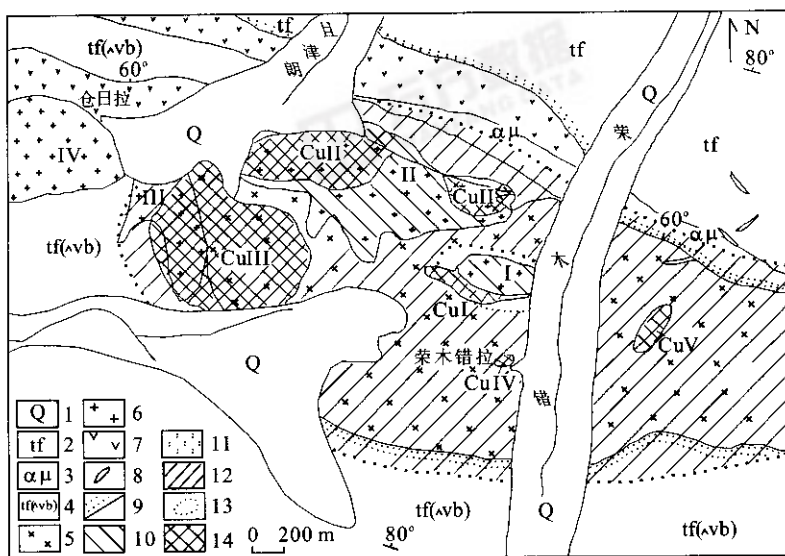 tf
N
tf(^vb)
且
津
朗
tf
60°
Q
80°
仓日拉
Q
αμ
荣
tf
IV
CuII
II
CuII
III
60°
αμ
tf(^vb)
CuIII
木
I
CuI
CuV
荣木错拉
Q
CuIV
错
Q 1
6
tf 2
7
11
αμ 3
8
12
tf(^vb) 4
9
13
5
10
14
0 200 m
80°
Q
tf(^vb)
tf(^vb)